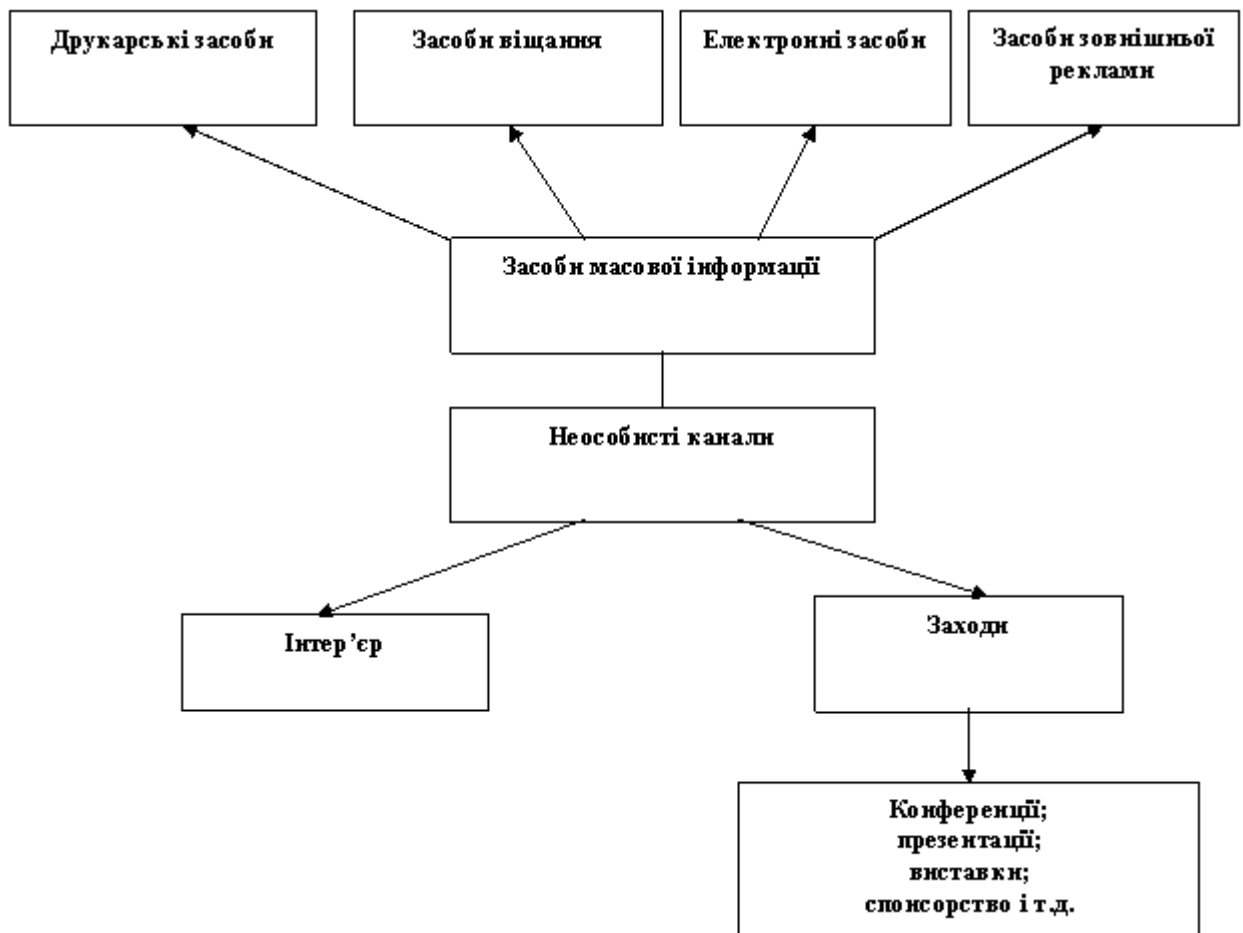 Друкарські засоби
Засоби віщання
Електронні засоби
Засоби зовнішньої
реклами
Засоби масової інформації
Неособисті канали
Інтер’єр
Заходи
Конференції;
презентації;
виставки;
спонсорство і т.д.